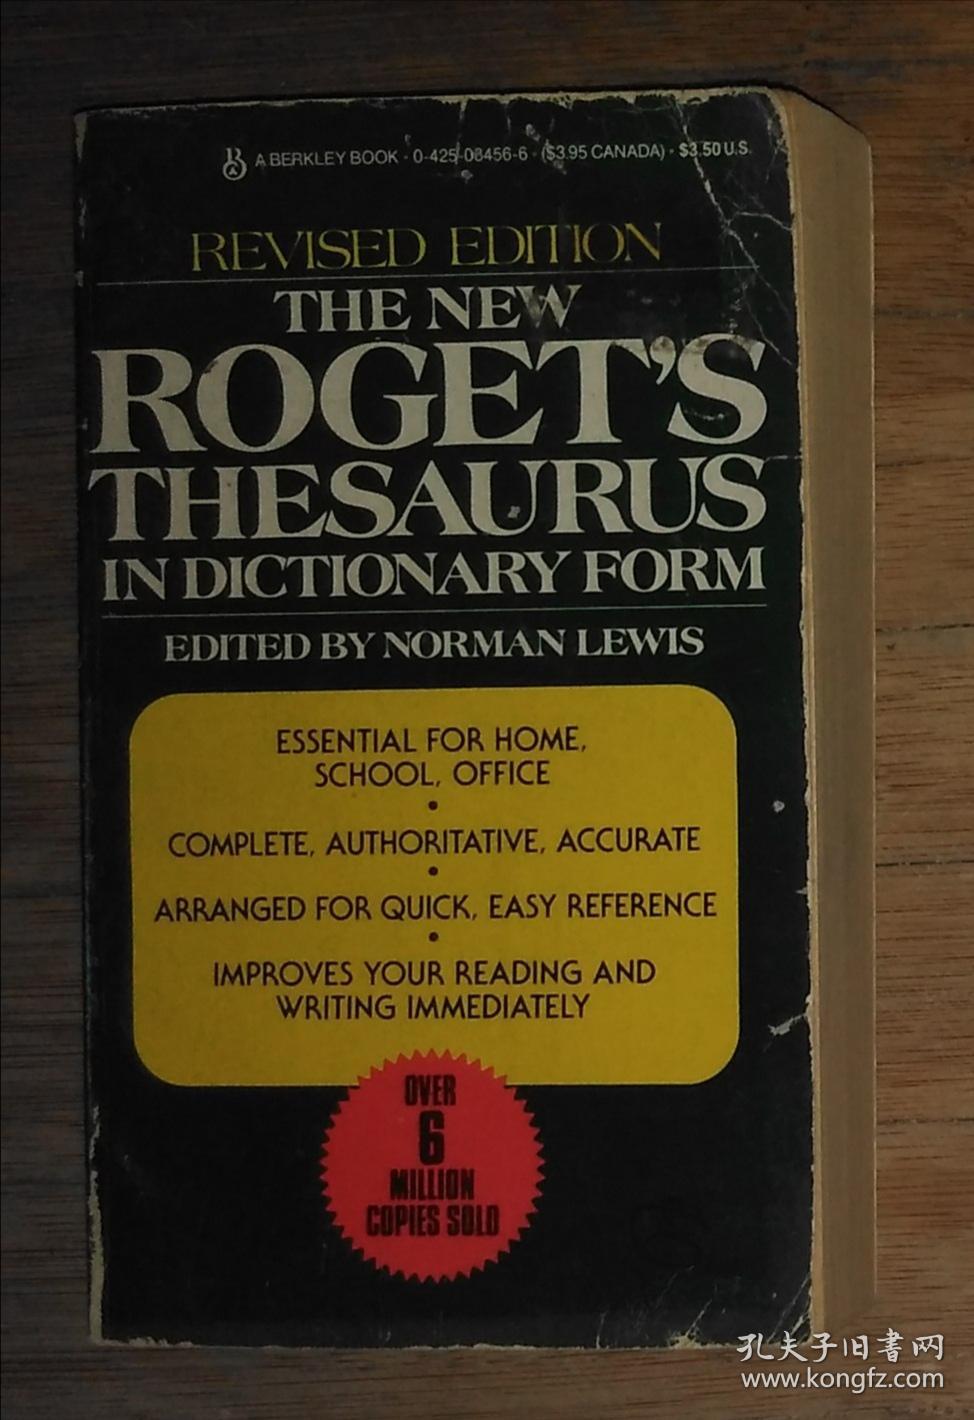 A BERKLEY BOOK · 0-425-08456-6 · ($3.95 CANADA) · $3.50 U.S.
REVISED EDITION
THE NEW
ROGET'S
THESAURUS
IN DICTIONARY FORM
EDITED BY NORMAN LEWIS
ESSENTIAL FOR HOME,
SCHOOL, OFFICE
•
COMPLETE, AUTHORITATIVE, ACCURATE
•
ARRANGED FOR QUICK, EASY REFERENCE
•
IMPROVES YOUR READING AND
WRITING IMMEDIATELY
OVER
6
MILLION
COPIES SOLD
孔夫子旧書网
www.kongfz.com